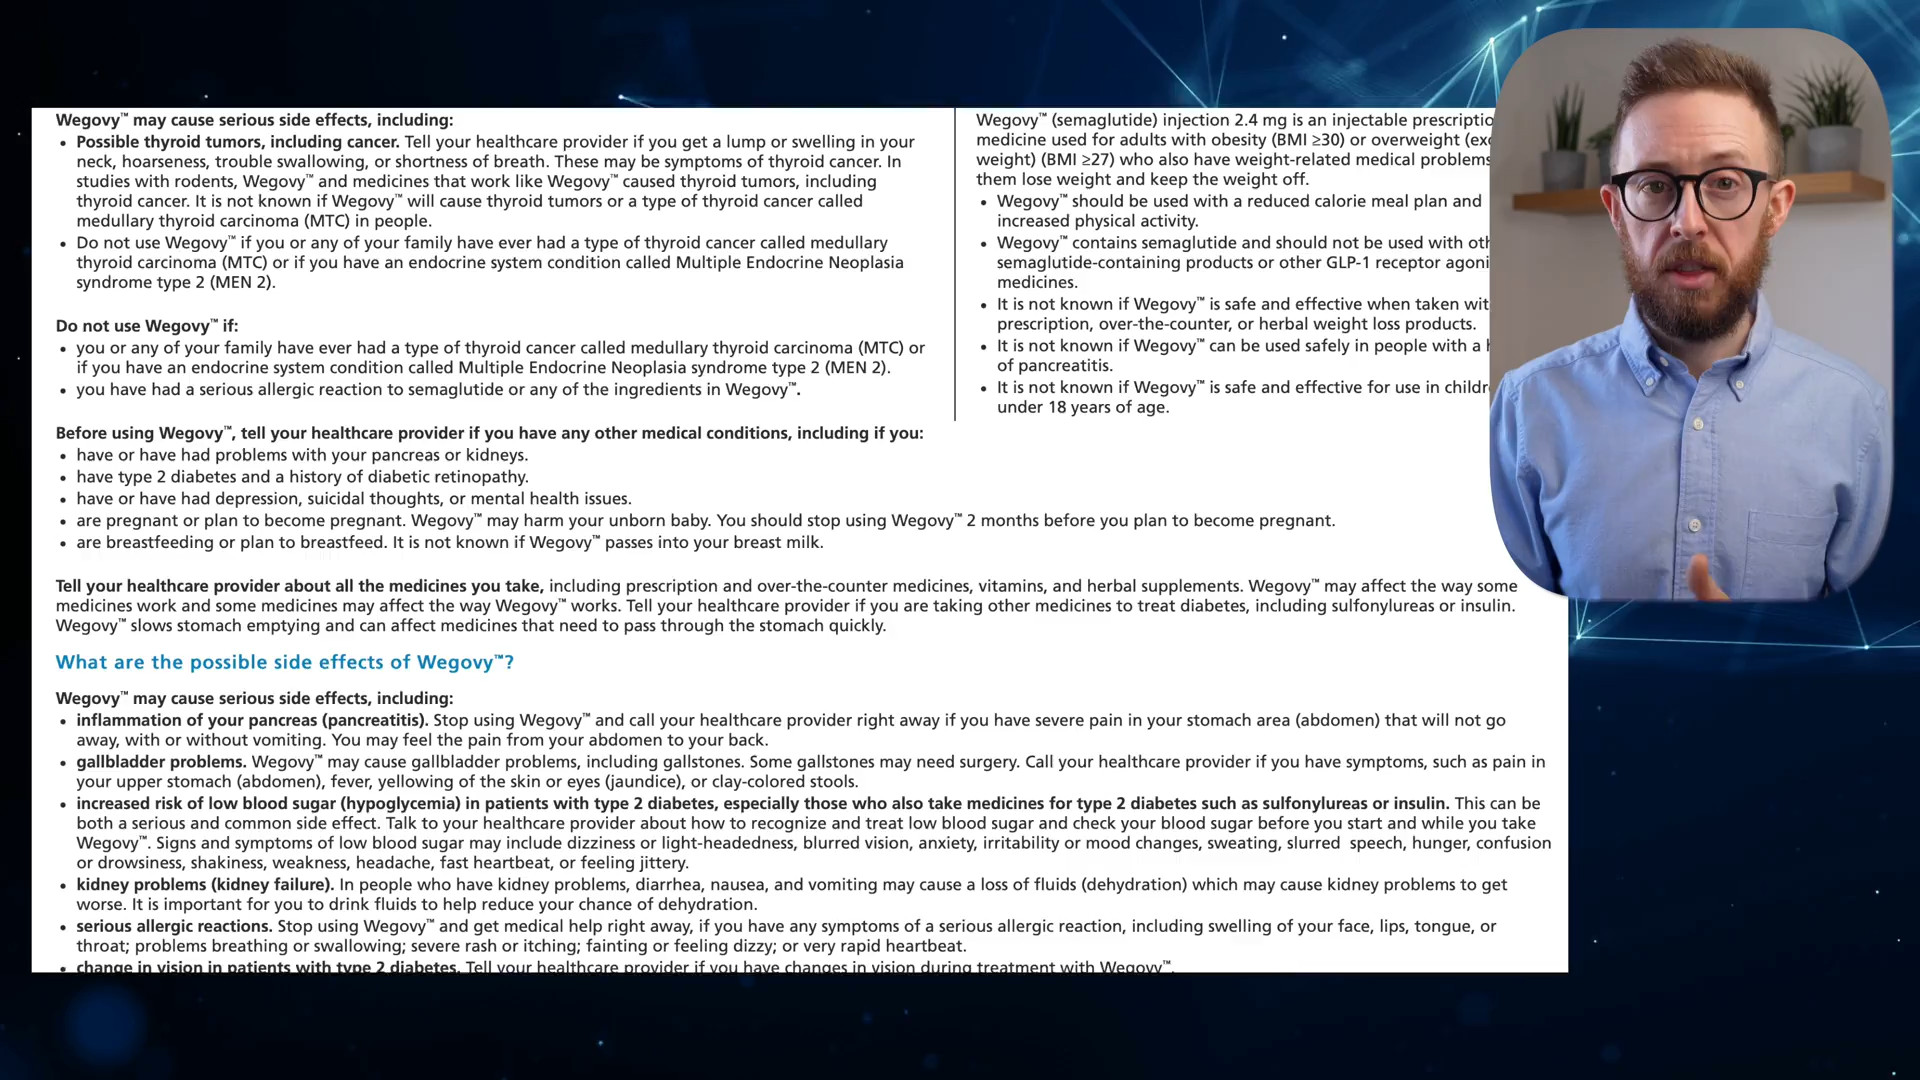 Wegovy™ may cause serious side effects, including:
• Possible thyroid tumors, including cancer. Tell your healthcare provider if you get a lump or swelling in your
neck, hoarseness, trouble swallowing, or shortness of breath. These may be symptoms of thyroid cancer. In
studies with rodents, Wegovy™ and medicines that work like Wegovy™ caused thyroid tumors, including
thyroid cancer. It is not known if Wegovy™ will cause thyroid tumors or a type of thyroid cancer called
medullary thyroid carcinoma (MTC) in people.
• Do not use Wegovy™ if you or any of your family have ever had a type of thyroid cancer called medullary
thyroid carcinoma (MTC) or if you have an endocrine system condition called Multiple Endocrine Neoplasia
syndrome type 2 (MEN 2).
Do not use Wegovy™ if:
• you or any of your family have ever had a type of thyroid cancer called medullary thyroid carcinoma (MTC) or
if you have an endocrine system condition called Multiple Endocrine Neoplasia syndrome type 2 (MEN 2).
• you have had a serious allergic reaction to semaglutide or any of the ingredients in Wegovy™.
Wegovy™ (semaglutide) injection 2.4 mg is an injectable
medicine used for adults with obesity (BMI ≥30) or overweight
weight) (BMI ≥27) who also have weight-related medical problems
them lose weight and keep the weight off.
• Wegovy™ should be used with a reduced calorie meal plan and
increased physical activity.
• Wegovy™ contains semaglutide and should not be used with
semaglutide-containing products or other GLP-1 receptor
medicines.
• It is not known if Wegovy™ is safe and effective when taken
prescription, over-the-counter, or herbal weight loss products.
• It is not known if Wegovy™ can be used safely in people with a
of pancreatitis.
• It is not known if Wegovy™ is safe and effective for use in
under 18 years of age.
Before using Wegovy™, tell your healthcare provider if you have any other medical conditions, including if you:
• have or have had problems with your pancreas or kidneys.
• have type 2 diabetes and a history of diabetic retinopathy.
• have or have had depression, suicidal thoughts, or mental health issues.
• are pregnant or plan to become pregnant. Wegovy™ may harm your unborn baby. You should stop using Wegovy™ 2 months before you plan to become pregnant.
• are breastfeeding or plan to breastfeed. It is not known if Wegovy™ passes into your breast milk.
Tell your healthcare provider about all the medicines you take, including prescription and over-the-counter medicines, vitamins, and herbal supplements. Wegovy™ may affect the way some
medicines work and some medicines may affect the way Wegovy™ works. Tell your healthcare provider if you are taking other medicines to treat diabetes, including sulfonylureas or insulin.
Wegovy™ slows stomach emptying and can affect medicines that need to pass through the stomach quickly.
What are the possible side effects of Wegovy™?
Wegovy™ may cause serious side effects, including:
• inflammation of your pancreas (pancreatitis). Stop using Wegovy™ and call your healthcare provider right away if you have severe pain in your stomach area (abdomen) that will not go
away, with or without vomiting. You may feel the pain from your abdomen to your back.
• gallbladder problems. Wegovy™ may cause gallbladder problems, including gallstones. Some gallstones may need surgery. Call your healthcare provider if you have symptoms, such as pain in
your upper stomach (abdomen), fever, yellowing of the skin or eyes (jaundice), or clay-colored stools.
• increased risk of low blood sugar (hypoglycemia) in patients with type 2 diabetes, especially those who also take medicines for type 2 diabetes such as sulfonylureas or insulin. This can be
both a serious and common side effect. Talk to your healthcare provider about how to recognize and treat low blood sugar and check your blood sugar before you start and while you take
Wegovy™. Signs and symptoms of low blood sugar may include dizziness or light-headedness, blurred vision, anxiety, irritability or mood changes, sweating, slurred speech, hunger, confusion
or drowsiness, shakiness, weakness, headache, fast heartbeat, or feeling jittery.
• kidney problems (kidney failure). In people who have kidney problems, diarrhea, nausea, and vomiting may cause a loss of fluids (dehydration) which may cause kidney problems to get
worse. It is important for you to drink fluids to help reduce your chance of dehydration.
• serious allergic reactions. Stop using Wegovy™ and get medical help right away, if you have any symptoms of a serious allergic reaction, including swelling of your face, lips, tongue, or
throat; problems breathing or swallowing; severe rash or itching; fainting or feeling dizzy; or very rapid heartbeat.
• change in vision in patients with type 2 diabetes. Tell your healthcare provider if you have changes in vision during treatment with Wegovy™.